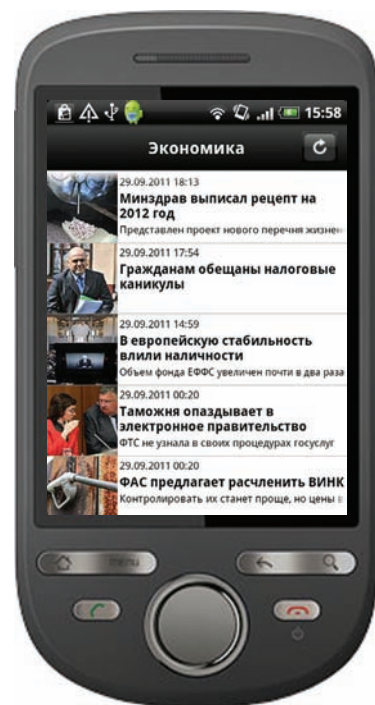 15:58
Экономика
29.09.2011 18:13
Минздрав выписал рецепт на
2012 год
Представлен проект нового перечня жизнен
29.09.2011 17:54
Гражданам обещаны налоговые
каникулы
29.09.2011 14:59
В европейскую стабильность
влили наличности
Объем фонда ЕФФС увеличен почти в два раза
29.09.2011 00:20
Таможня опаздывает в
электронное правительство
ФТС не узнала в своих процедурах госуслуг
29.09.2011 00:20
ФАС предлагает расчленить ВИНК
Контролировать их станет проще, но цены в
menu